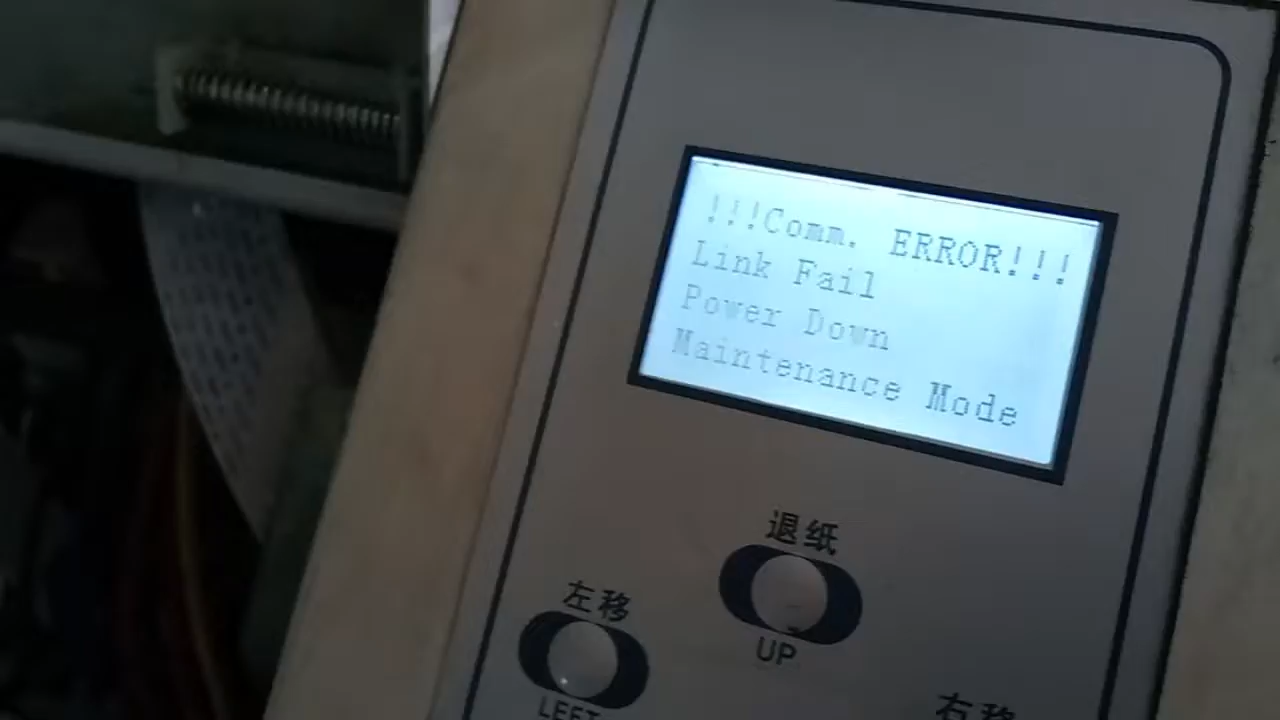 !!!Comm. ERROR!!!
Link Fail
Power Down
Maintenance Mode
退纸
UP
左移
LEFT
右移